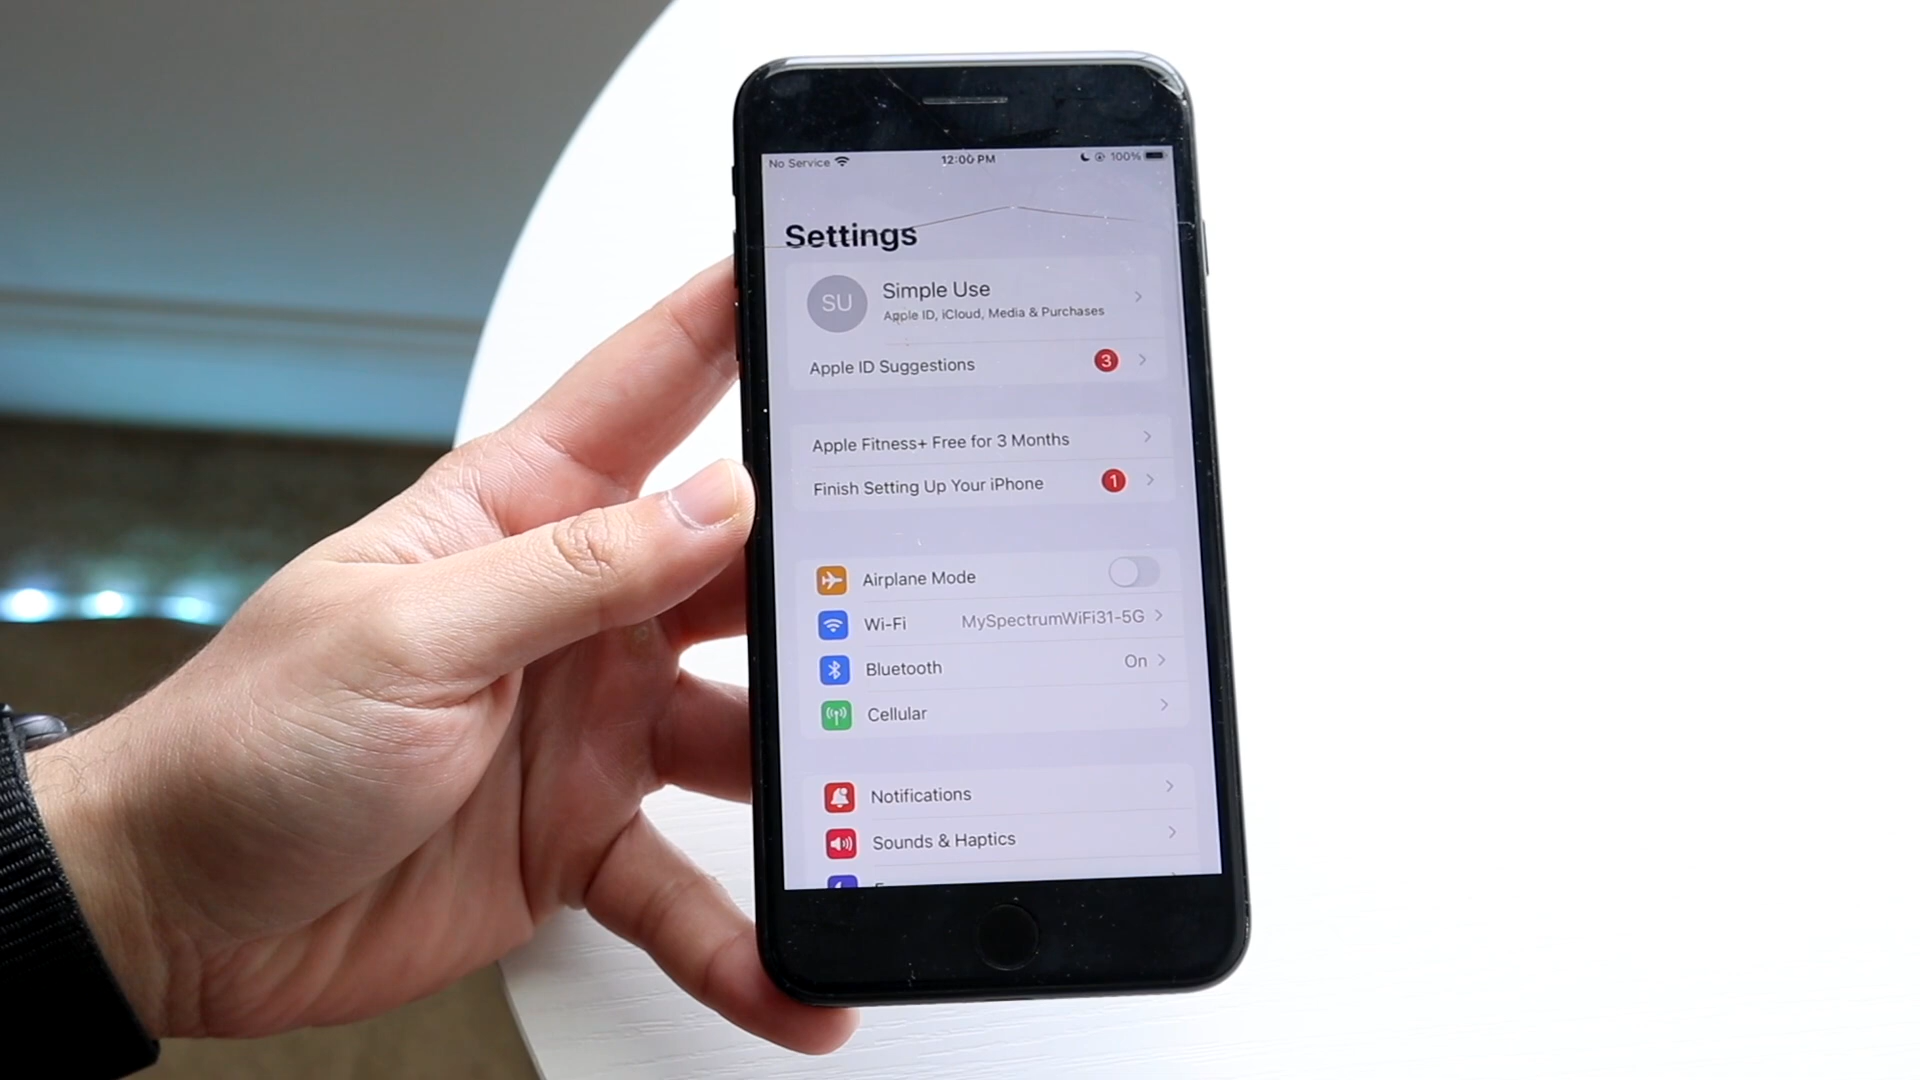 No Service 12:00 PM 100%
Settings
SU
Simple Use
Apple ID, iCloud, Media & Purchases
Apple ID Suggestions 3
Apple Fitness+ Free for 3 Months
Finish Setting Up Your iPhone 1
Airplane Mode
Wi-Fi MySpectrumWiFi31-5G
Bluetooth On
Cellular
Notifications
Sounds & Haptics